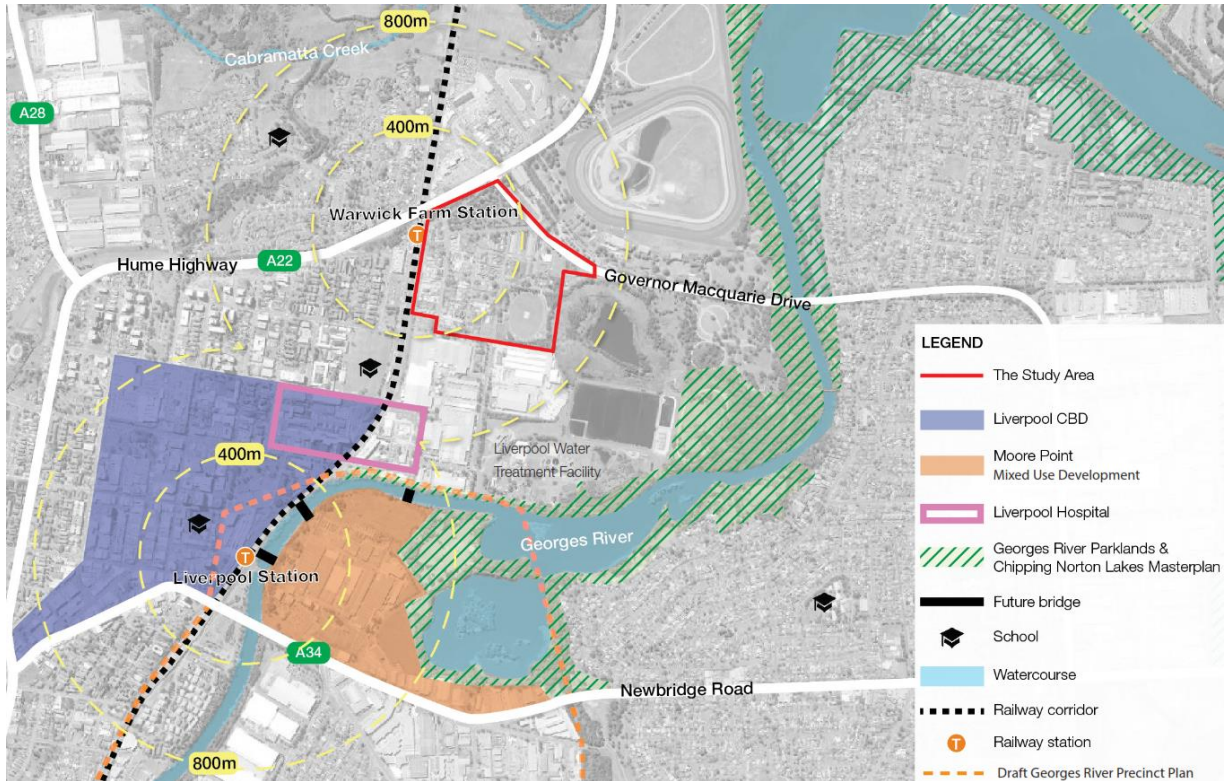 800m
Cabramatta Creek
A28
400m
Warwick Farm Station
T
Hume Highway
A22
Governor Macquarie Drive
400m
Liverpool Water
Treatment Facility
Georges River
T
Liverpool Station
A34
Newbridge Road
800m
LEGEND
The Study Area
Liverpool CBD
Moore Point
Mixed Use Development
Liverpool Hospital
Georges River Parklands &
Chipping Norton Lakes Masterplan
Future bridge
School
Watercourse
Railway corridor
T
Railway station
Draft Georges River Precinct Plan